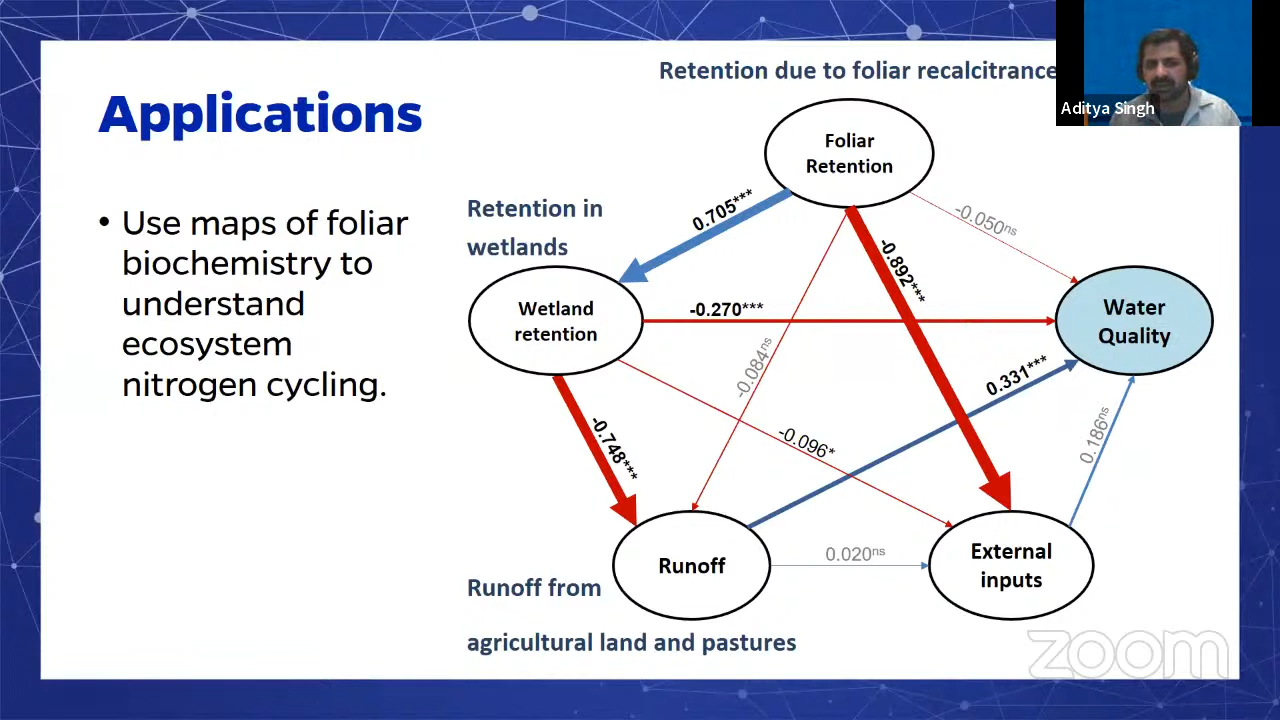 Applications
• Use maps of foliar
biochemistry to
understand
ecosystem
nitrogen cycling.
Retention due to foliar recalcitrance
Aditya Singh
Foliar
Retention
0.705***
-0.050ns
Retention in
wetlands
-0.892***
Wetland
retention
-0.270***
Water
Quality
-0.084ns
0.331***
-0.748***
-0.096*
0.186ns
Runoff
0.020ns
External
inputs
Runoff from
agricultural land and pastures
zoom